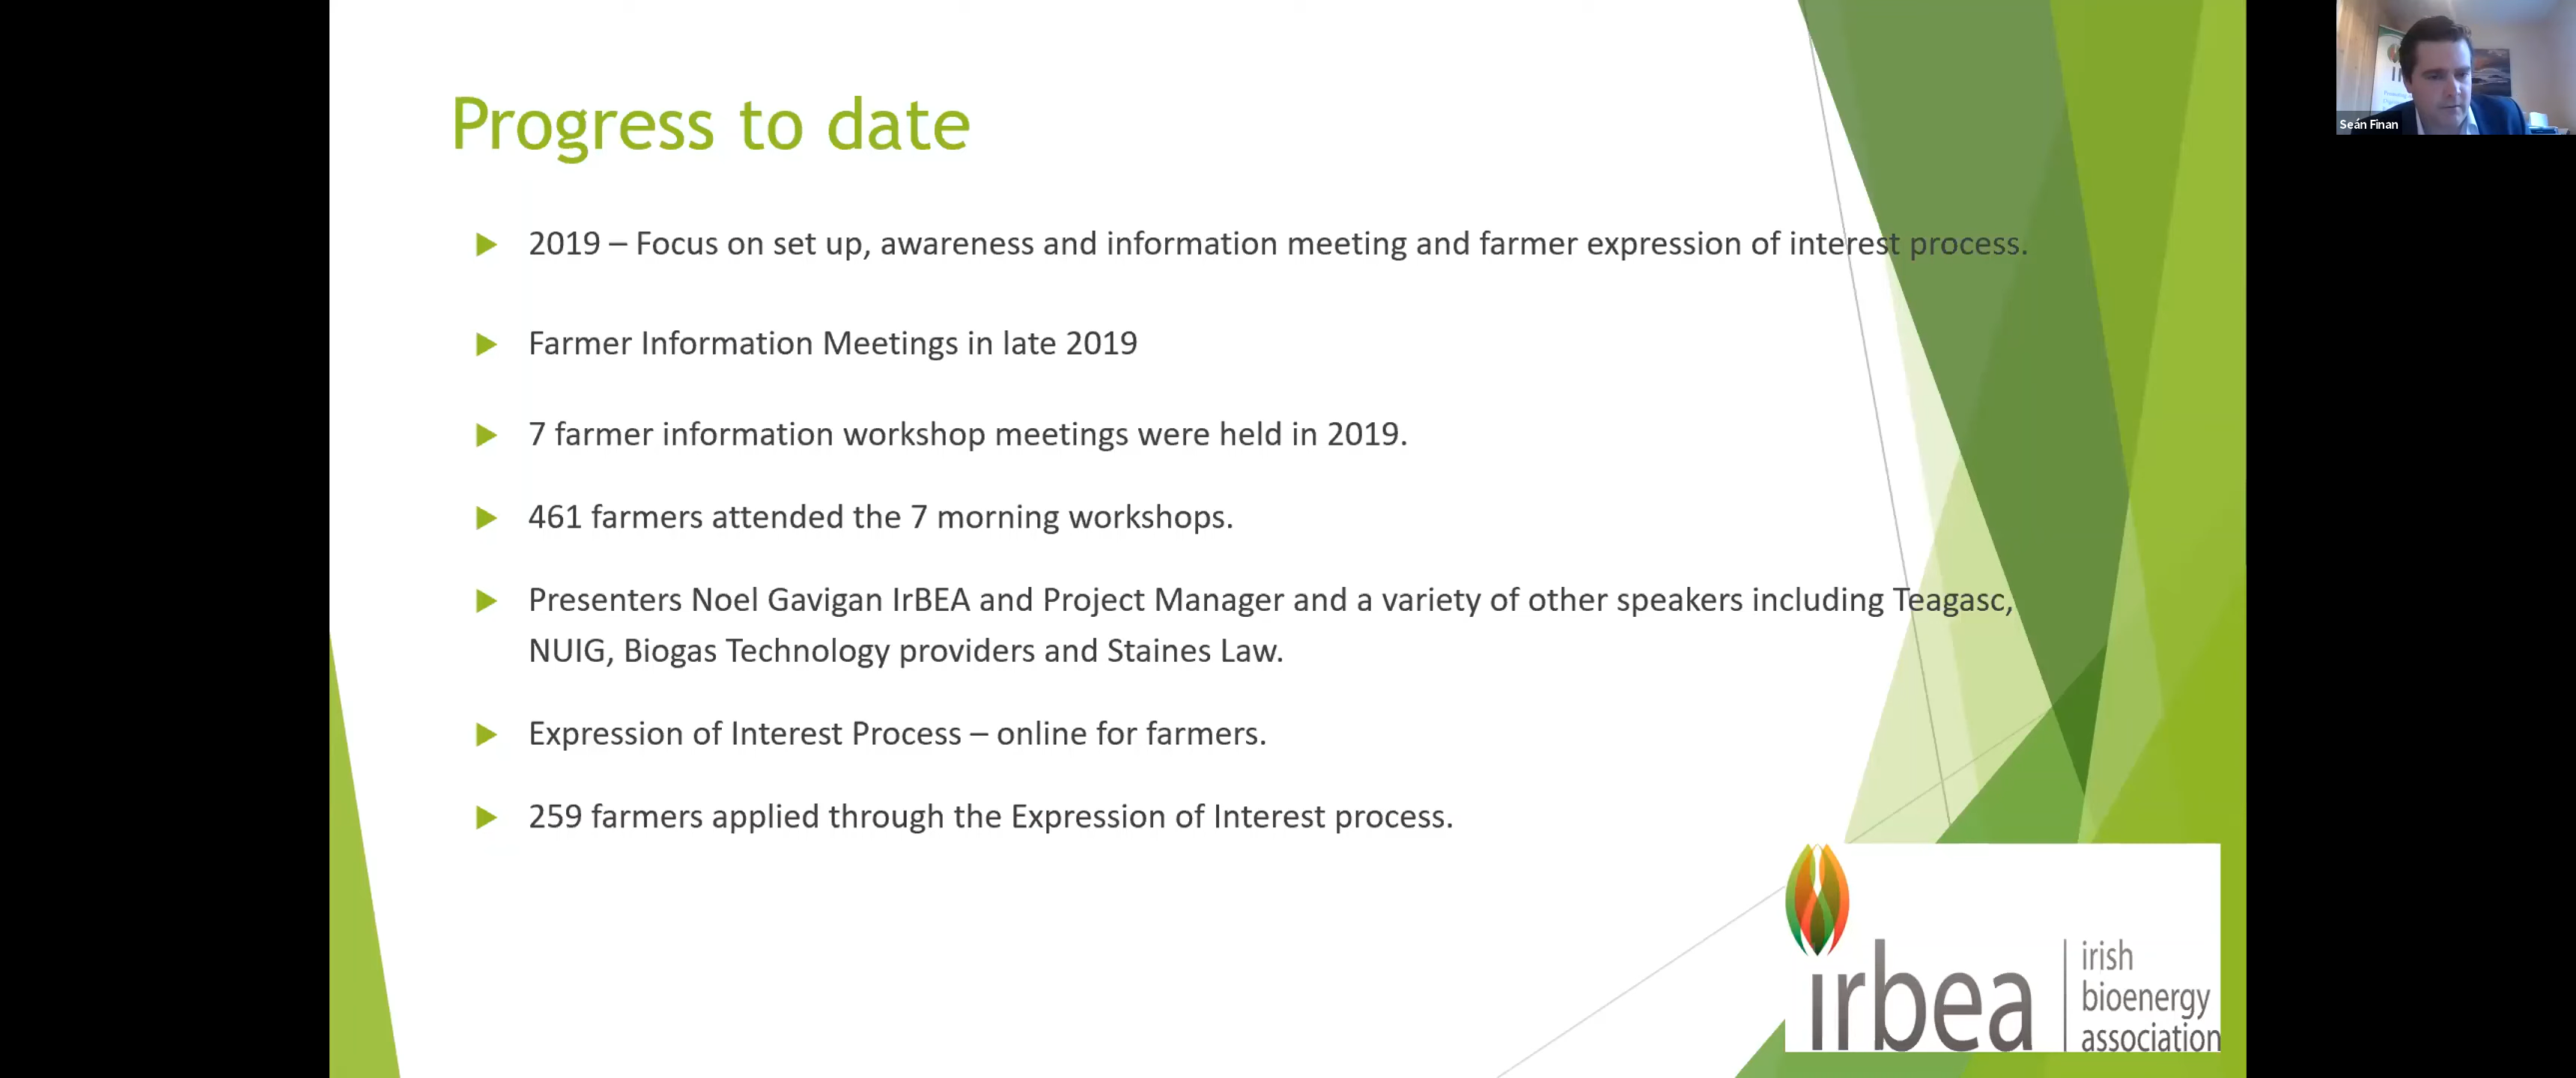 Progress to date
2019 – Focus on set up, awareness and information meeting and farmer expression of interest process.
Farmer Information Meetings in late 2019
7 farmer information workshop meetings were held in 2019.
461 farmers attended the 7 morning workshops.
Presenters Noel Gavigan IrBEA and Project Manager and a variety of other speakers including Teagasc,
NUIG, Biogas Technology providers and Staines Law.
Expression of Interest Process – online for farmers.
259 farmers applied through the Expression of Interest process.
irbea
irish
bioenergy
association
Seán Finan